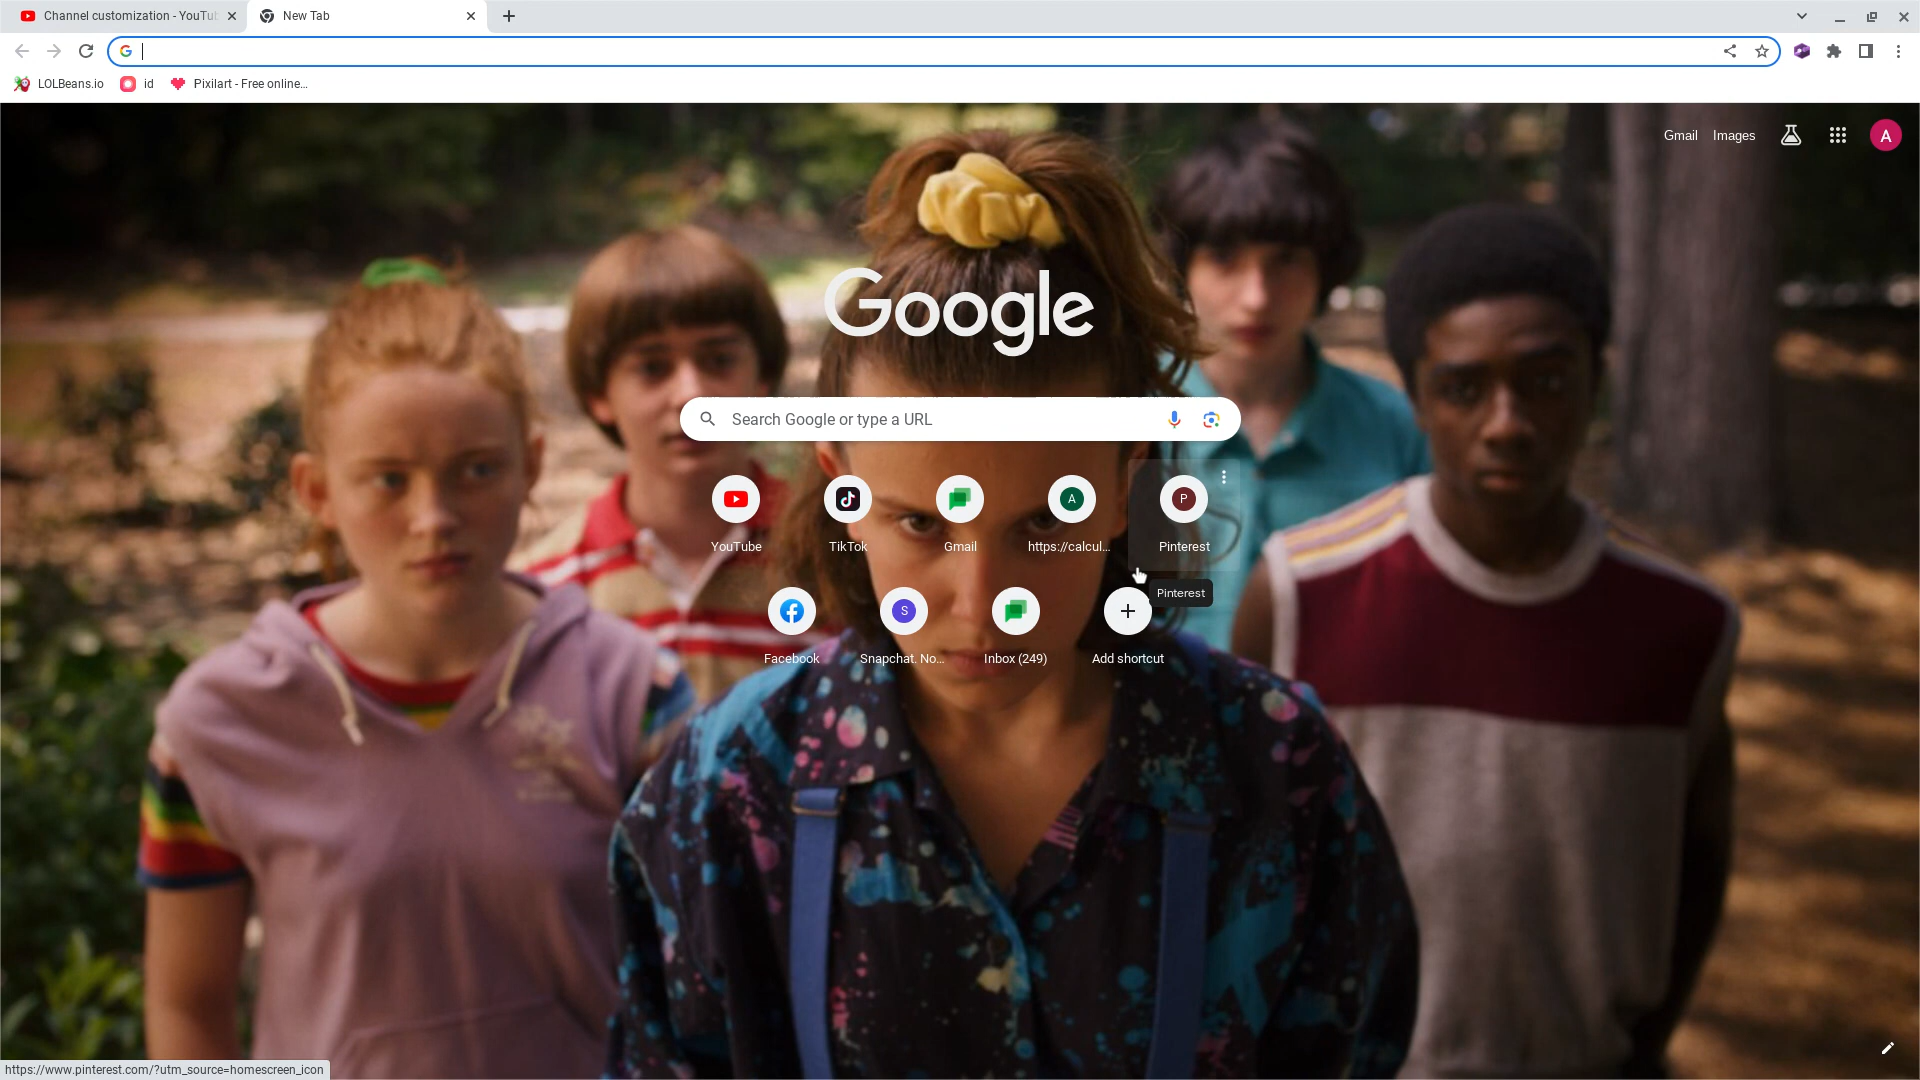 Channel customization - YouTub
New Tab
LOLBeans.io
id
Pixilart - Free online...
Gmail
Images
A
Google
Search Google or type a URL
A
P
YouTube
TikTok
Gmail
https://calcul...
Pinterest
Pinterest
S
Facebook
Snapchat. No...
Inbox (249)
Add shortcut
https://www.pinterest.com/?utm_source=homescreen_icon